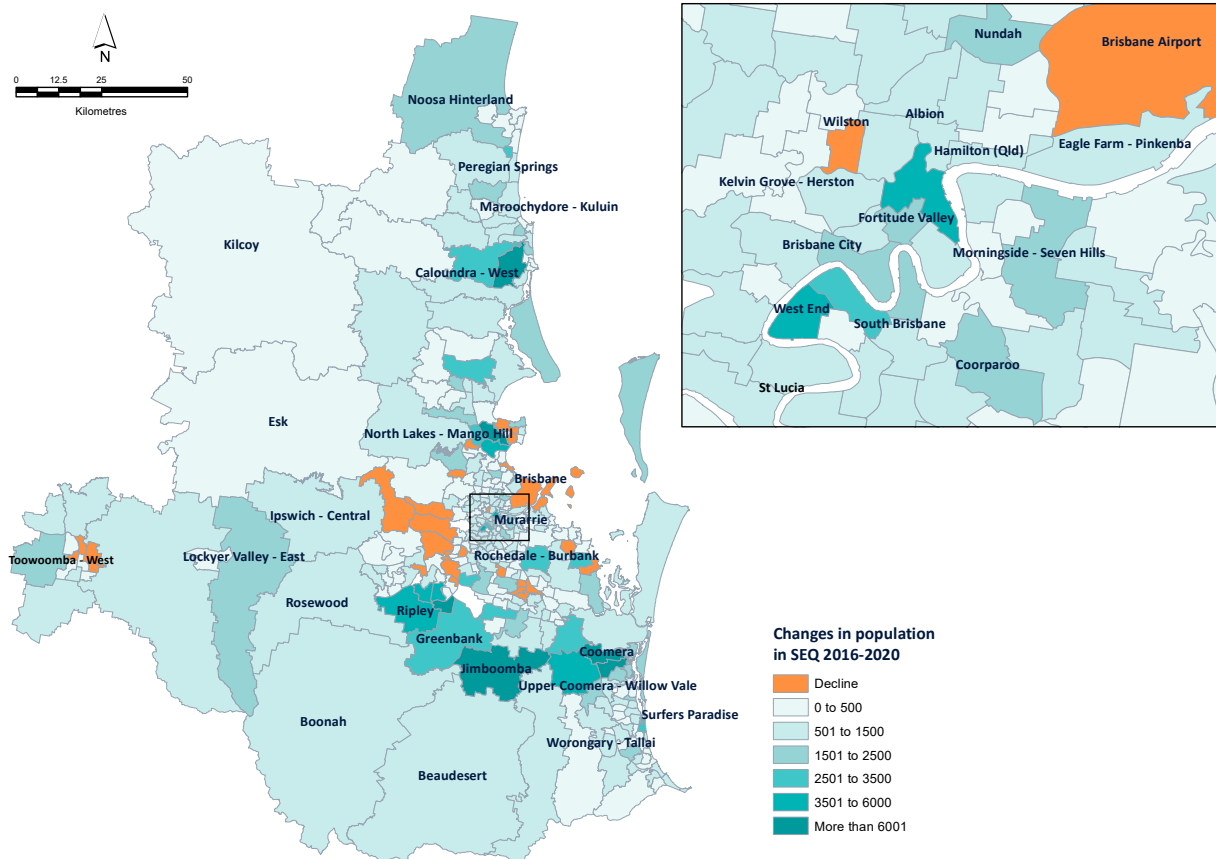 N
0 12.5 25 50
Kilometres
Noosa Hinterland
Peregian Springs
Maroochydore - Kuluin
Kilcoy
Caloundra - West
Esk
North Lakes - Mango Hill
Brisbane
Ipswich - Central
Murarrie
Toowoomba - West
Lockyer Valley - East
Rochedale - Burbank
Rosewood
Ripley
Greenbank
Coomera
Jimboomba
Upper Coomera - Willow Vale
Boonah
Surfers Paradise
Worongary - Tallai
Beaudesert
Nundah
Brisbane Airport
Wilston
Albion
Hamilton (Qld)
Eagle Farm - Pinkenba
Kelvin Grove - Herston
Fortitude Valley
Brisbane City
Morningside - Seven Hills
West End
South Brisbane
Coorparoo
St Lucia
Changes in population
in SEQ 2016-2020
Decline
0 to 500
501 to 1500
1501 to 2500
2501 to 3500
3501 to 6000
More than 6001